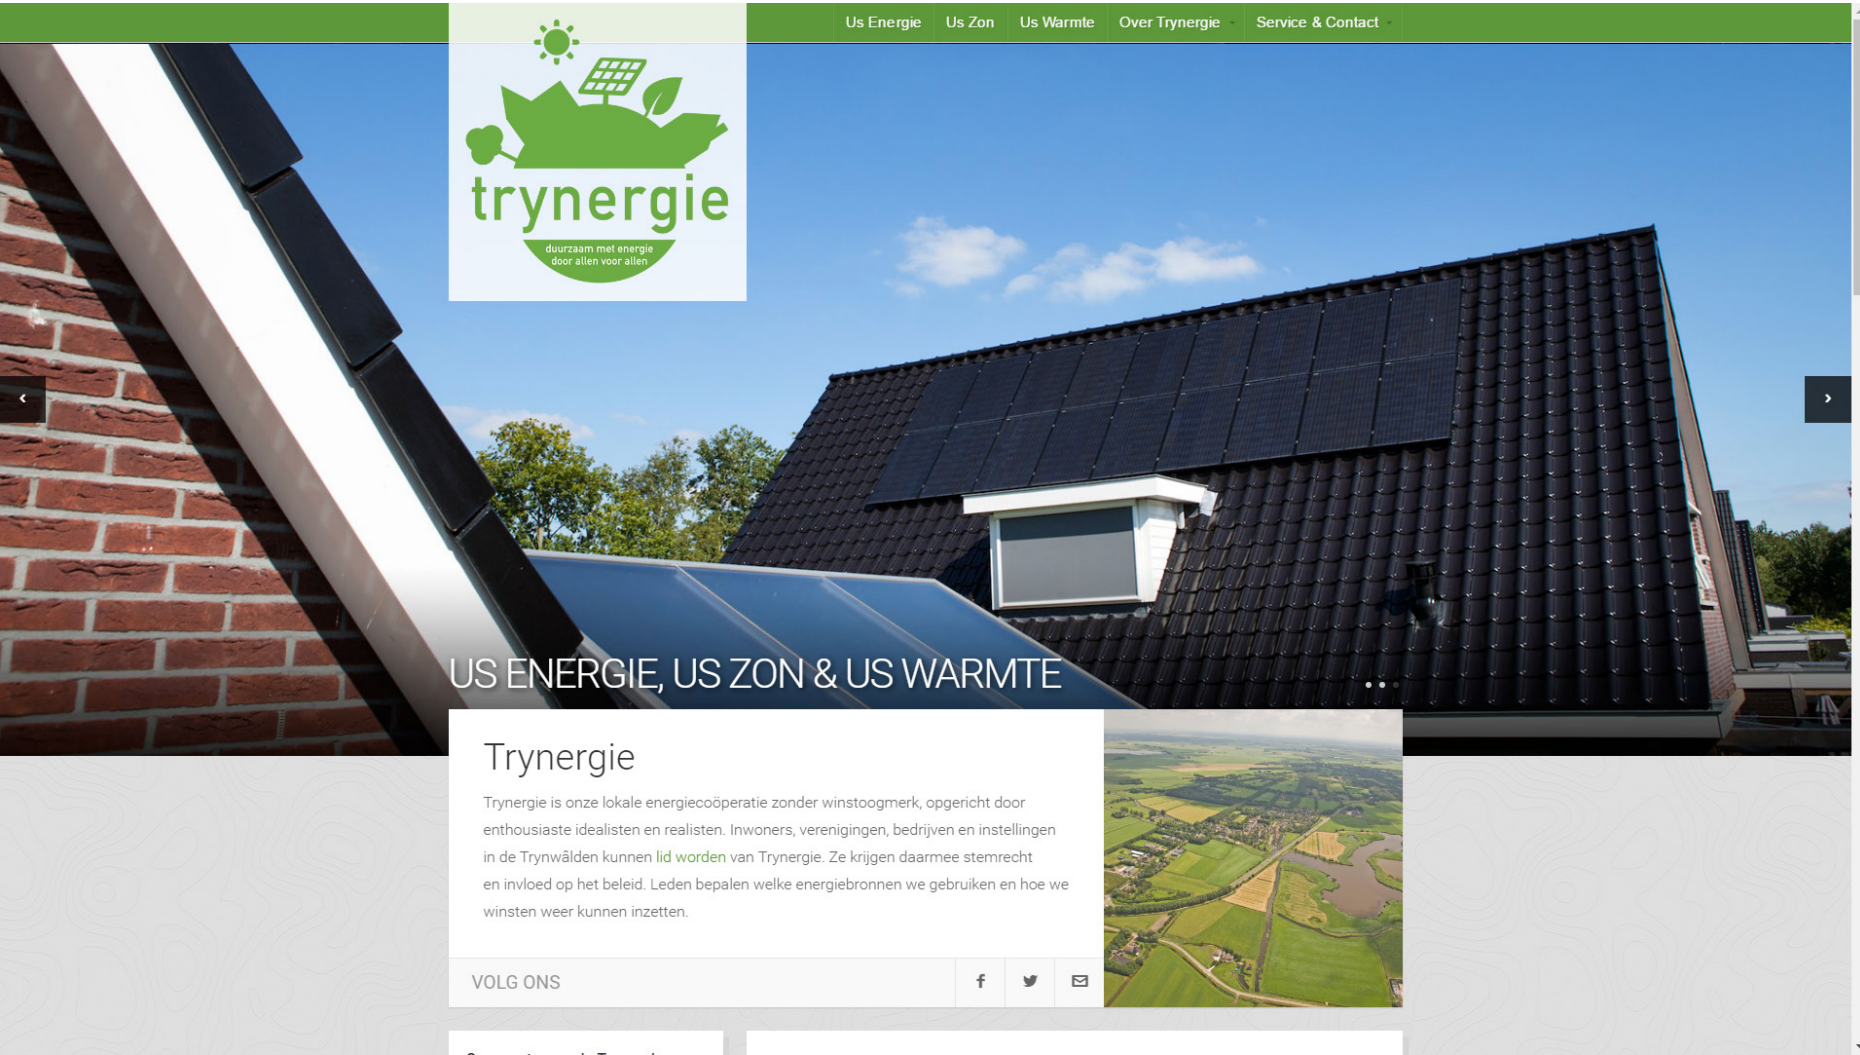 Us Energie Us Zon Us Warmte Over Trynergie Service & Contact
trynergie
duurzaam met energie
door allen voor allen
US ENERGIE, US ZON & US WARMTE
Trynergie
Trynergie is onze lokale energiecoöperatie zonder winstoogmerk, opgericht door
enthousiaste idealisten en realisten. Inwoners, verenigingen, bedrijven en instellingen
in de Trynwâlden kunnen lid worden van Trynergie. Ze krijgen daarmee stemrecht
en invloed op het beleid. Leden bepalen welke energiebronnen we gebruiken en hoe we
winsten weer kunnen inzetten.
VOLG ONS